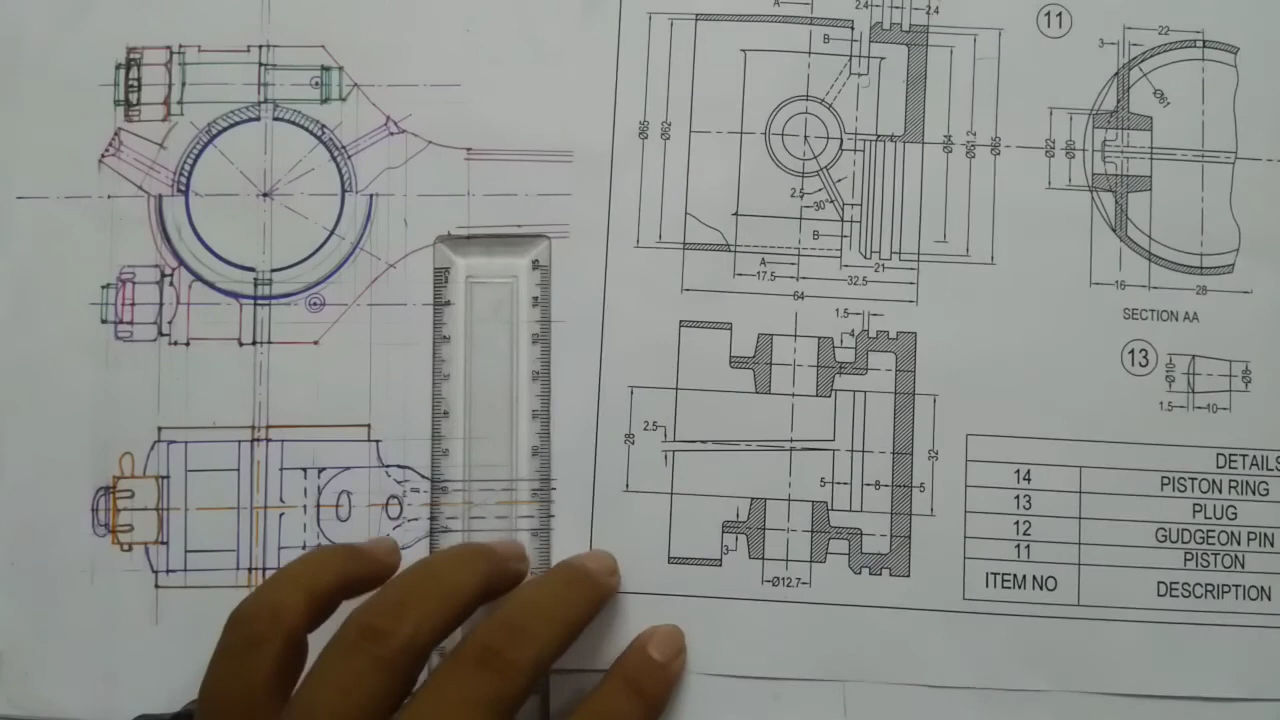 A
2.4
2.4
B
Ø65
Ø62
Ø54
Ø61.2
Ø65
2.5
30°
B
A
17.5
32.5
21
64
11
22
3
Ø61
Ø22
Ø20
16
28
SECTION AA
1.5
4
28
2.5
5
8
5
32
3
Ø12.7
13
Ø10
Ø8
1.5
10
DETAILS
14 PISTON RING
13 PLUG
12 GUDGEON PIN
11 PISTON
ITEM NO DESCRIPTION